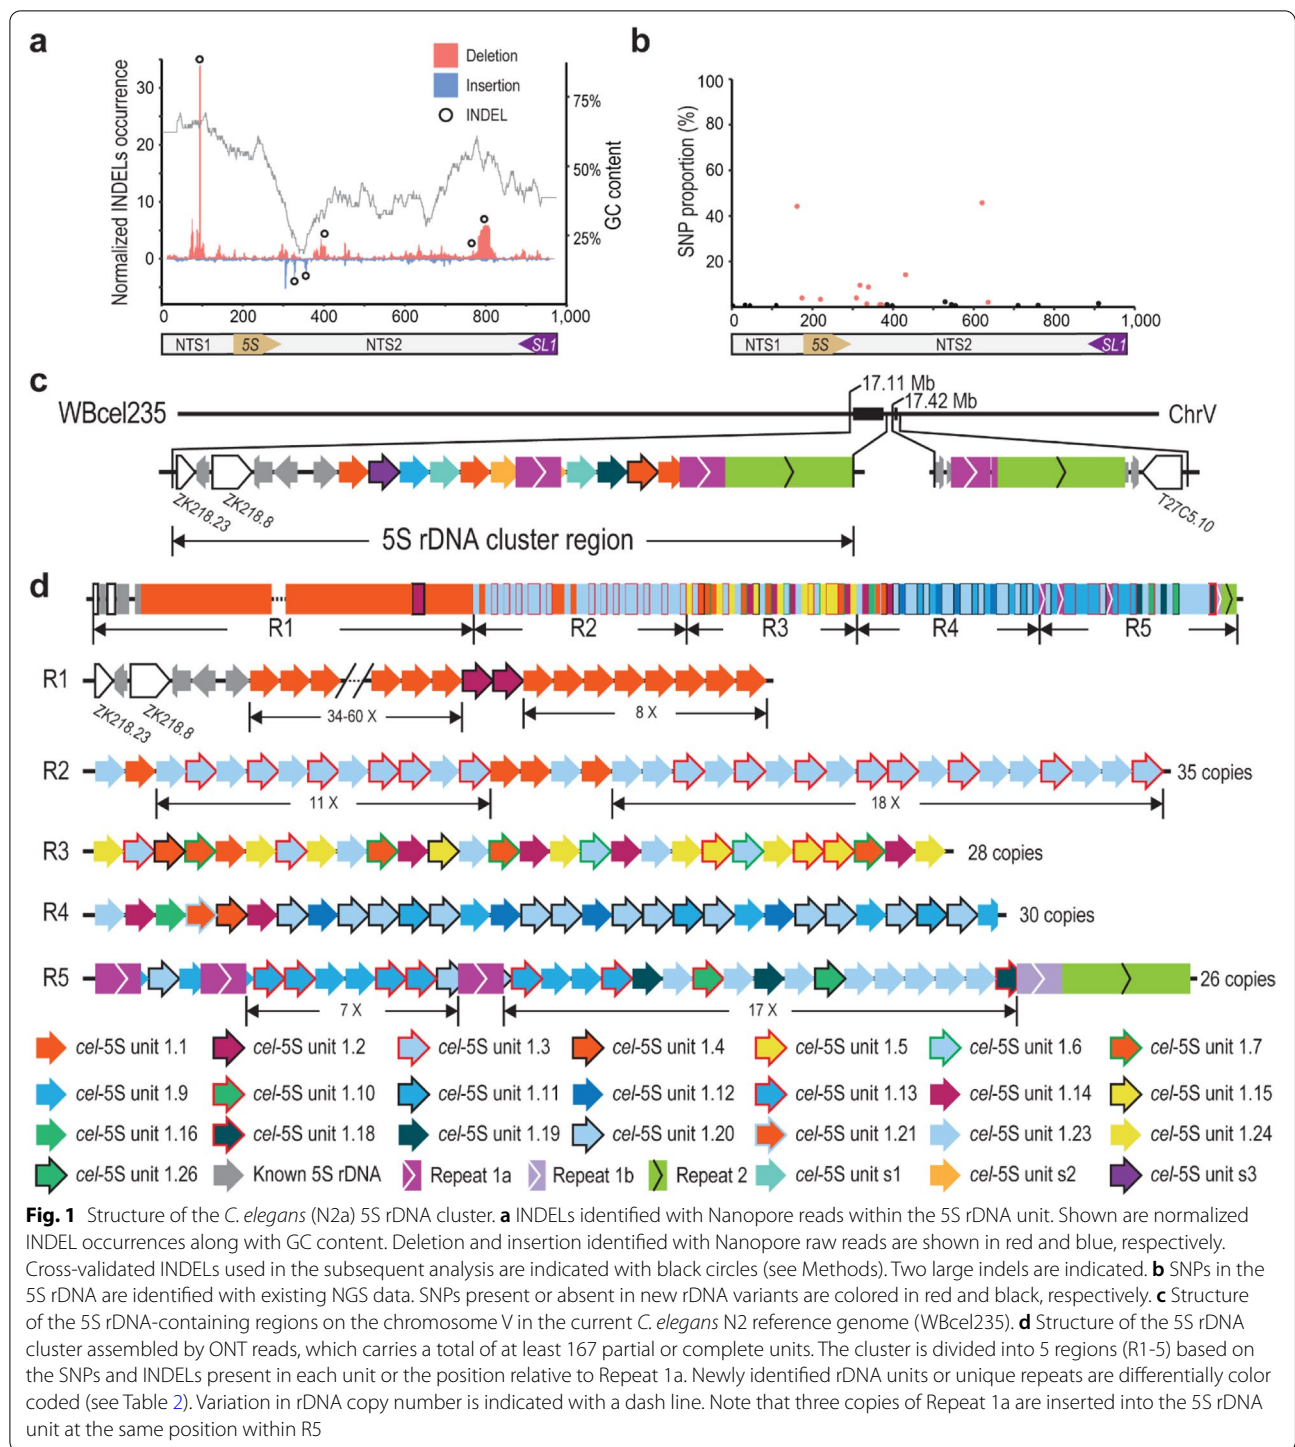 a
Normalized INDELs occurrence
30
20
10
0
Deletion
Insertion
INDEL
75%
50%
25%
GC content
0 200 400 600 800 1,000
NTS1 5S NTS2 SL1
b
SNP proportion (%)
100
80
60
40
20
0 200 400 600 800 1,000
NTS1 5S NTS2 SL1
c
17.11 Mb
17.42 Mb
WBcel235
ChrV
ZK218.23
ZK218.8
T27C5.10
5S rDNA cluster region
d
R1 R2 R3 R4 R5
R1
ZK218.23
ZK218.8
34-60 X
8 X
R2
35 copies
11 X
18 X
R3
28 copies
R4
30 copies
R5
26 copies
7 X
17 X
cel-5S unit 1.1 cel-5S unit 1.2 cel-5S unit 1.3 cel-5S unit 1.4 cel-5S unit 1.5 cel-5S unit 1.6 cel-5S unit 1.7
cel-5S unit 1.9 cel-5S unit 1.10 cel-5S unit 1.11 cel-5S unit 1.12 cel-5S unit 1.13 cel-5S unit 1.14 cel-5S unit 1.15
cel-5S unit 1.16 cel-5S unit 1.18 cel-5S unit 1.19 cel-5S unit 1.20 cel-5S unit 1.21 cel-5S unit 1.23 cel-5S unit 1.24
cel-5S unit 1.26 Known 5S rDNA Repeat 1a Repeat 1b Repeat 2 cel-5S unit s1 cel-5S unit s2 cel-5S unit s3
Fig. 1 Structure of the C. elegans (N2a) 5S rDNA cluster. a INDELs identified with Nanopore reads within the 5S rDNA unit. Shown are normalized
INDEL occurrences along with GC content. Deletion and insertion identified with Nanopore raw reads are shown in red and blue, respectively.
Cross-validated INDELs used in the subsequent analysis are indicated with black circles (see Methods). Two large indels are indicated. b SNPs in the
5S rDNA are identified with existing NGS data. SNPs present or absent in new rDNA variants are colored in red and black, respectively. c Structure
of the 5S rDNA-containing regions on the chromosome V in the current C. elegans N2 reference genome (WBcel235). d Structure of the 5S rDNA
cluster assembled by ONT reads, which carries a total of at least 167 partial or complete units. The cluster is divided into 5 regions (R1-5) based on
the SNPs and INDELs present in each unit or the position relative to Repeat 1a. Newly identified rDNA units or unique repeats are differentially color
coded (see Table 2). Variation in rDNA copy number is indicated with a dash line. Note that three copies of Repeat 1a are inserted into the 5S rDNA
unit at the same position within R5